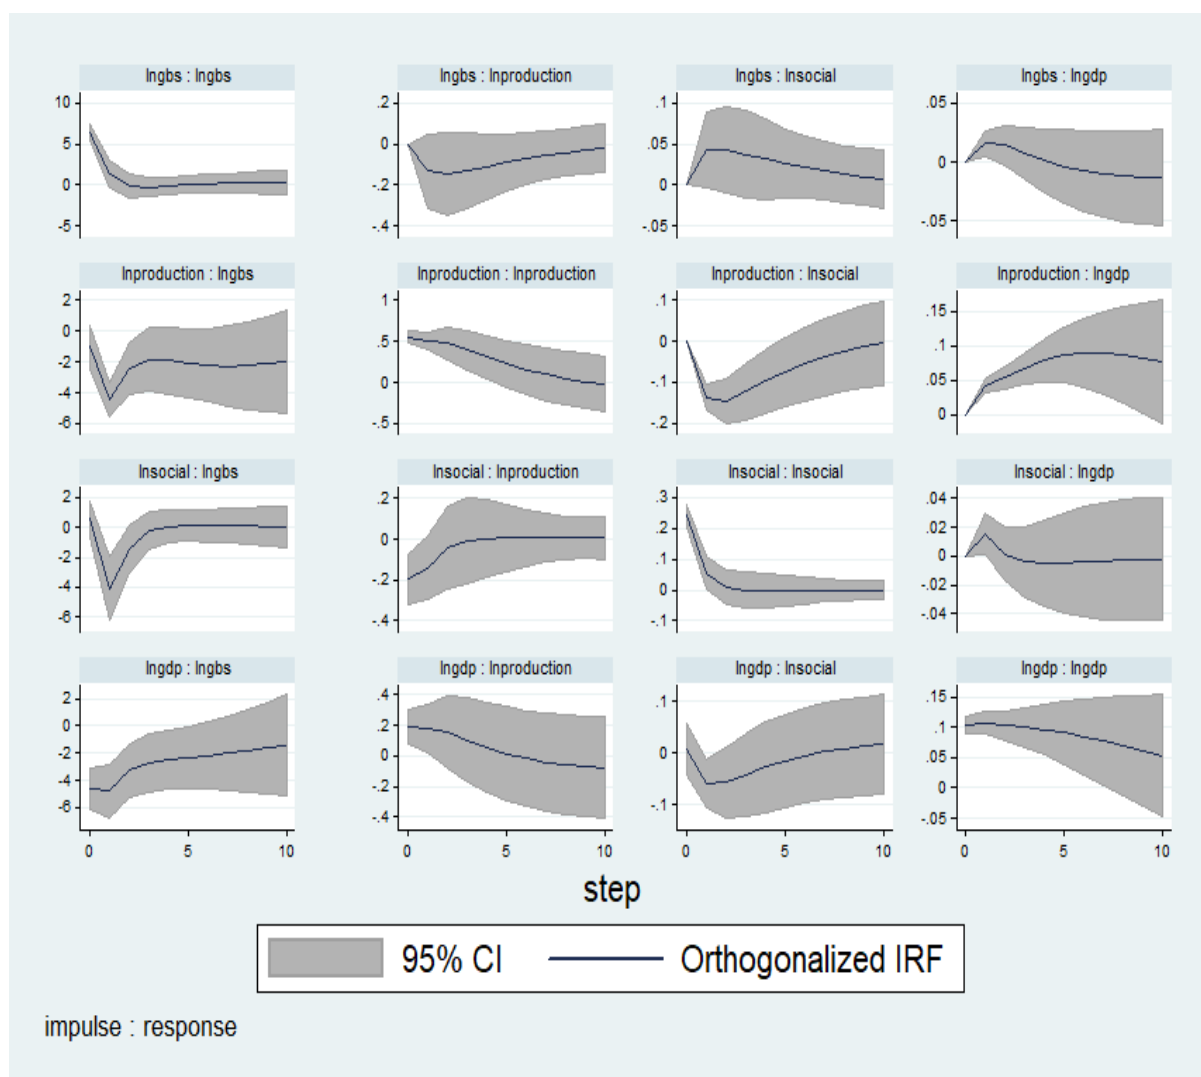 lngbs : lngbs
lngbs : lnproduction
lngbs : lnsocial
lngbs : lngdp
10
5
0
-5
.2
0
-.2
-.4
.1
.05
0
-.05
.05
0
-.05
lnproduction : lngbs
lnproduction : lnproduction
lnproduction : lnsocial
lnproduction : lngdp
2
0
-2
-4
-6
1
.5
0
-.5
.1
0
-.1
-.2
.15
.1
.05
0
lnsocial : lngbs
lnsocial : lnproduction
lnsocial : lnsocial
lnsocial : lngdp
2
0
-2
-4
-6
.2
0
-.2
-.4
.3
.2
.1
0
-.1
.04
.02
0
-.02
-.04
lngdp : lngbs
lngdp : lnproduction
lngdp : lnsocial
lngdp : lngdp
2
0
-2
-4
-6
.4
.2
0
-.2
-.4
.1
0
-.1
.15
.1
.05
0
-.05
0 5 10
0 5 10
0 5 10
0 5 10
step
95% CI
Orthogonalized IRF
impulse : response